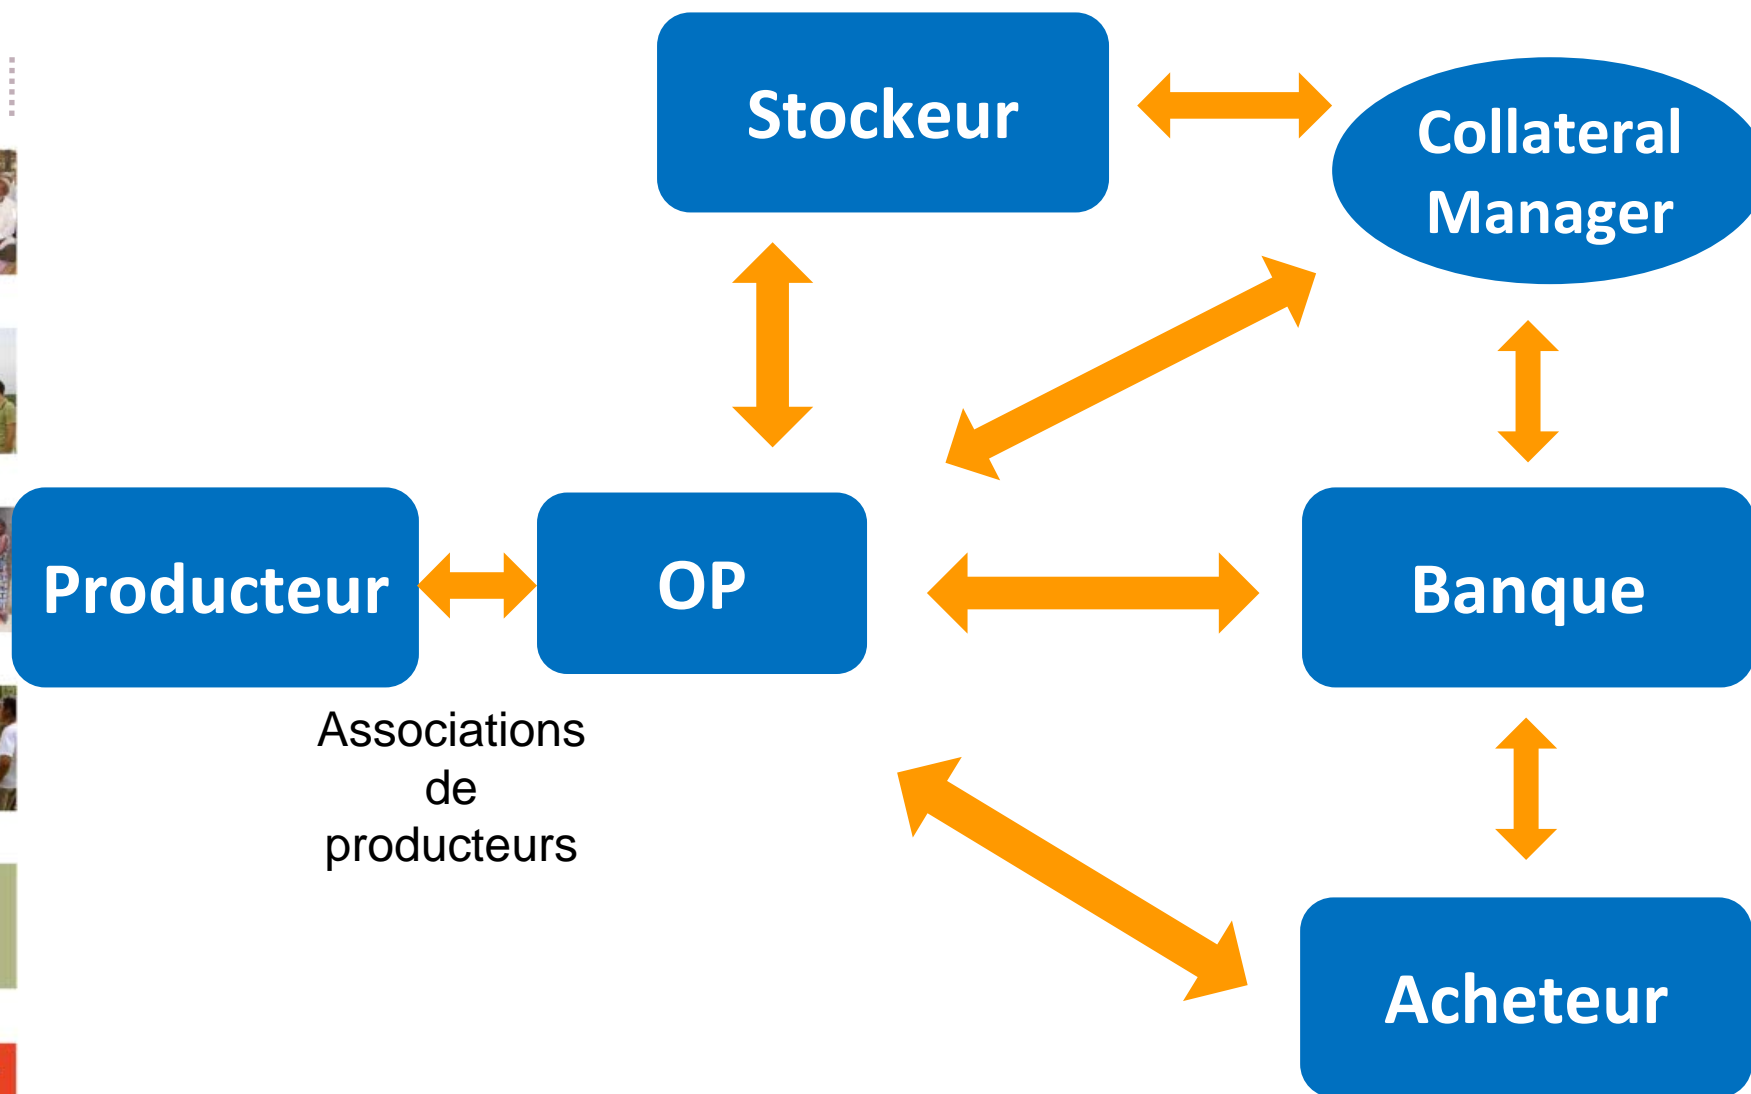 Stockeur
Collateral
Manager
Producteur
OP
Banque
Associations
de
producteurs
Acheteur